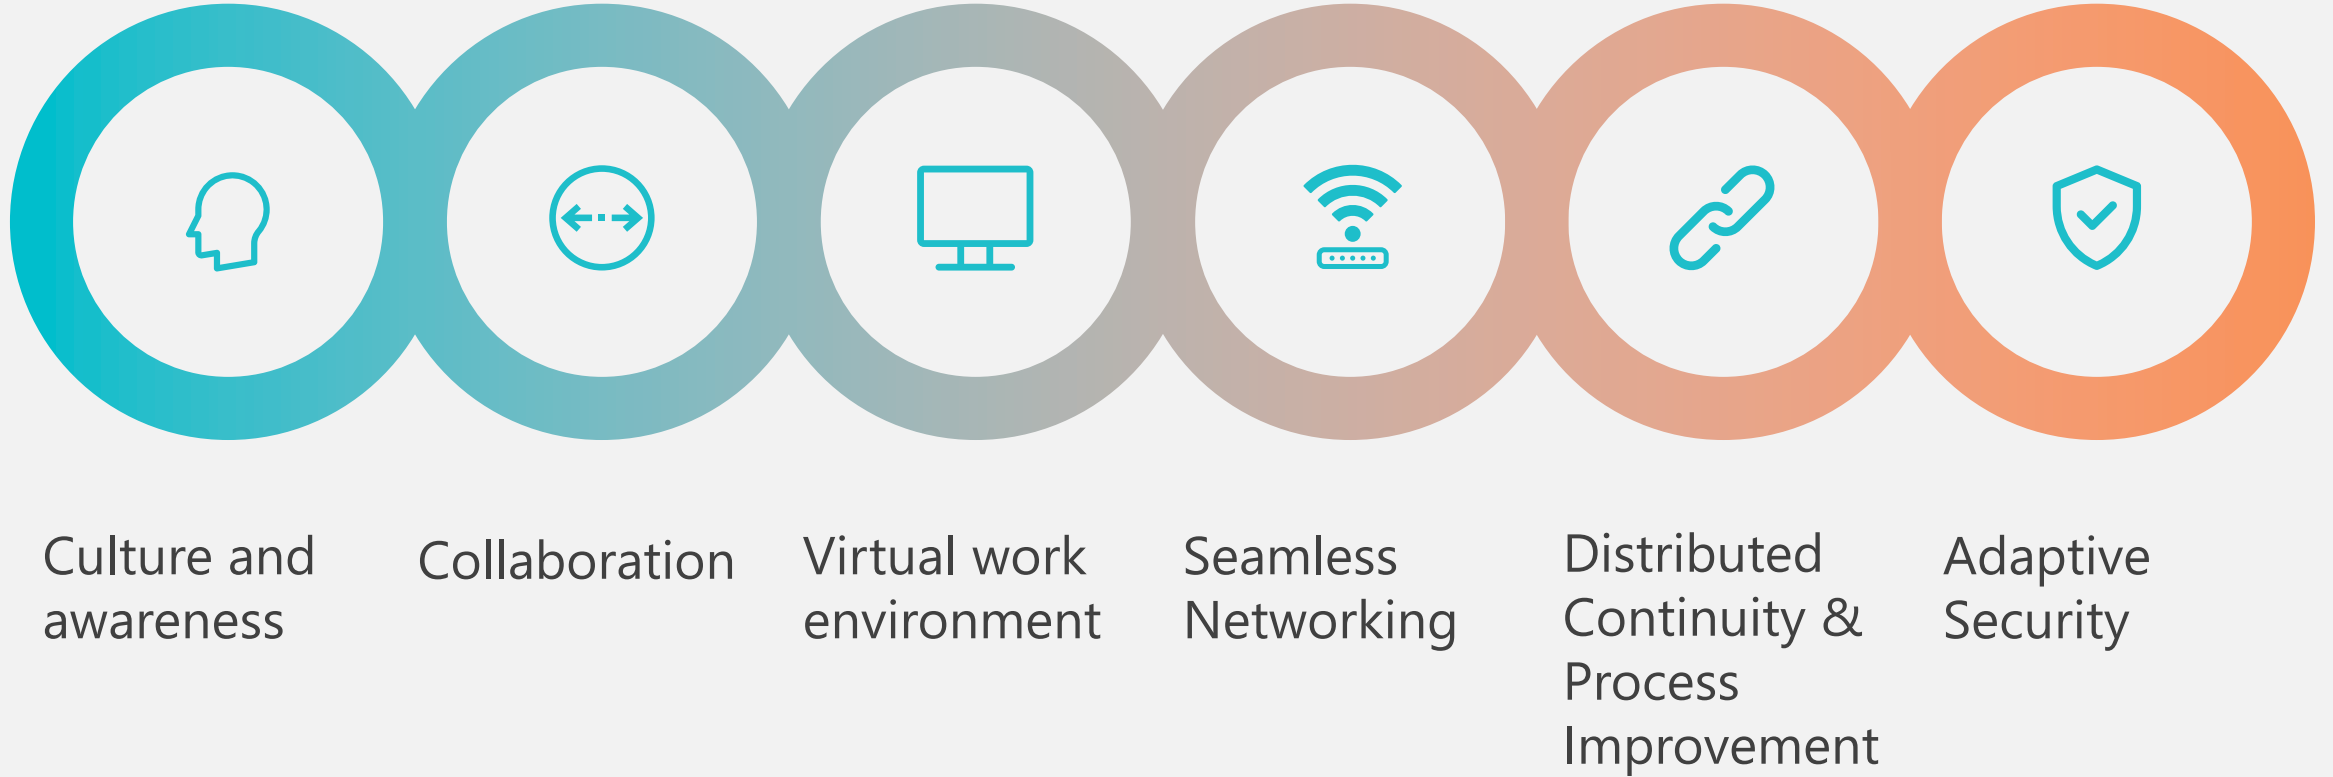 Culture and
awareness
Collaboration
Virtual work
environment
Seamless
Networking
Distributed
Continuity &
Process
Improvement
Adaptive
Security